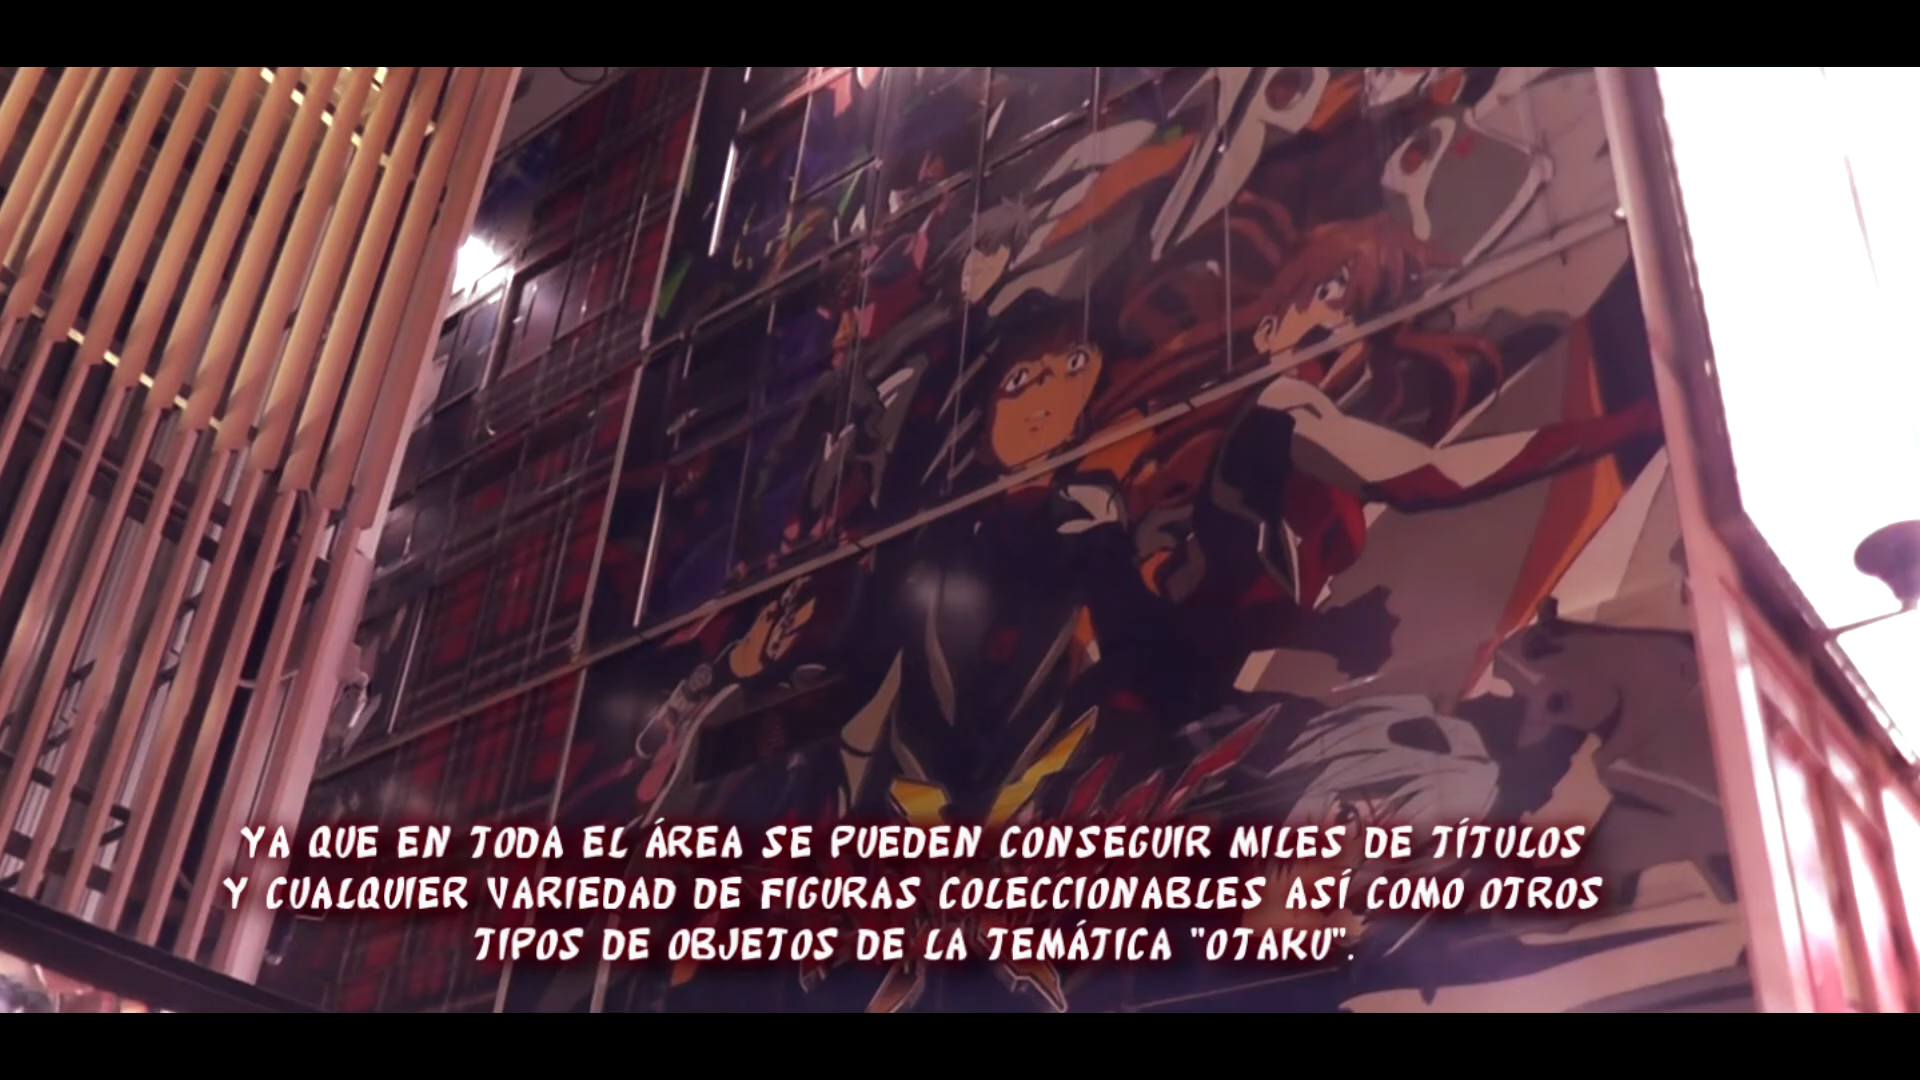 YA QUE EN TODA EL ÁREA SE PUEDEN CONSEGUIR MILES DE TÍTULOS
Y CUALQUIER VARIEDAD DE FIGURAS COLECCIONABLES ASÍ COMO OTROS
TIPOS DE OBJETOS DE LA TEMÁTICA "OTAKU".